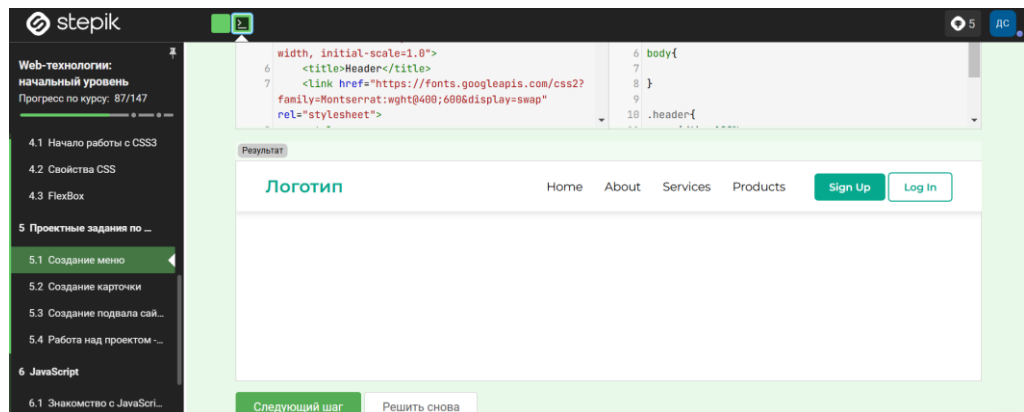 stepik
5
ДС
Web-технологии:
начальный уровень
Прогресс по курсу: 87/147
4.1 Начало работы с CSS3
4.2 Свойства CSS
4.3 FlexBox
5 Проектные задания по ...
5.1 Создание меню
5.2 Создание карточки
5.3 Создание подвала сай...
5.4 Работа над проектом -...
6 JavaScript
6.1 Знакомство с JavaScri...
width, initial-scale=1.0">
6 <title>Header</title>
7 <link href="https://fonts.googleapis.com/css2?
family=Montserrat:wght@400;600&display=swap"
rel="stylesheet">
6 body{
7
8 }
9
10 .header{
Результат
Логотип
Home About Services Products Sign Up Log In
Следующий шаг Решить снова